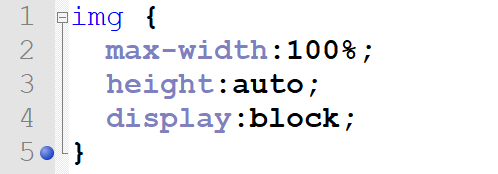 1 img {
2 max-width:100%;
3 height:auto;
4 display:block;
5 }